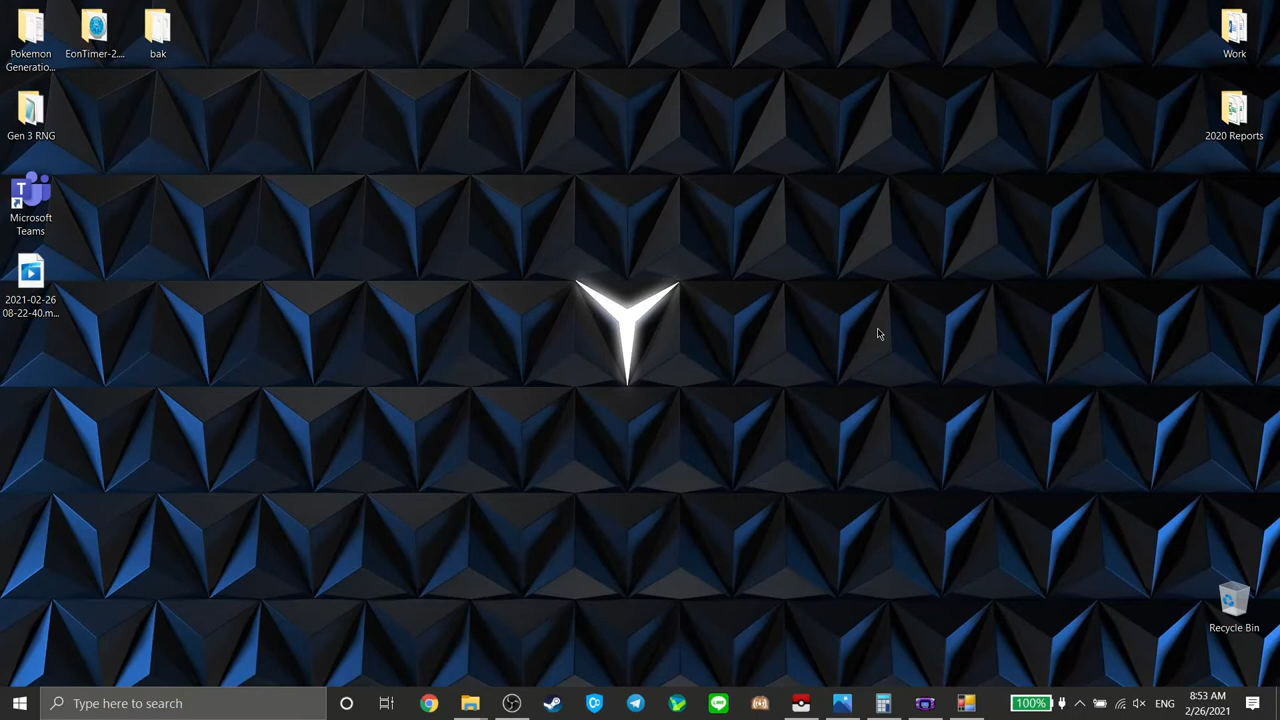 Pokemon
Generatio...
EonTimer-2....
bak
Work
Gen 3 RNG
2020 Reports
T
Microsoft
Teams
2021-02-26
08-22-40.m...
Recycle Bin
Type here to search
LINE
100%
ENG
8:53 AM
2/26/2021